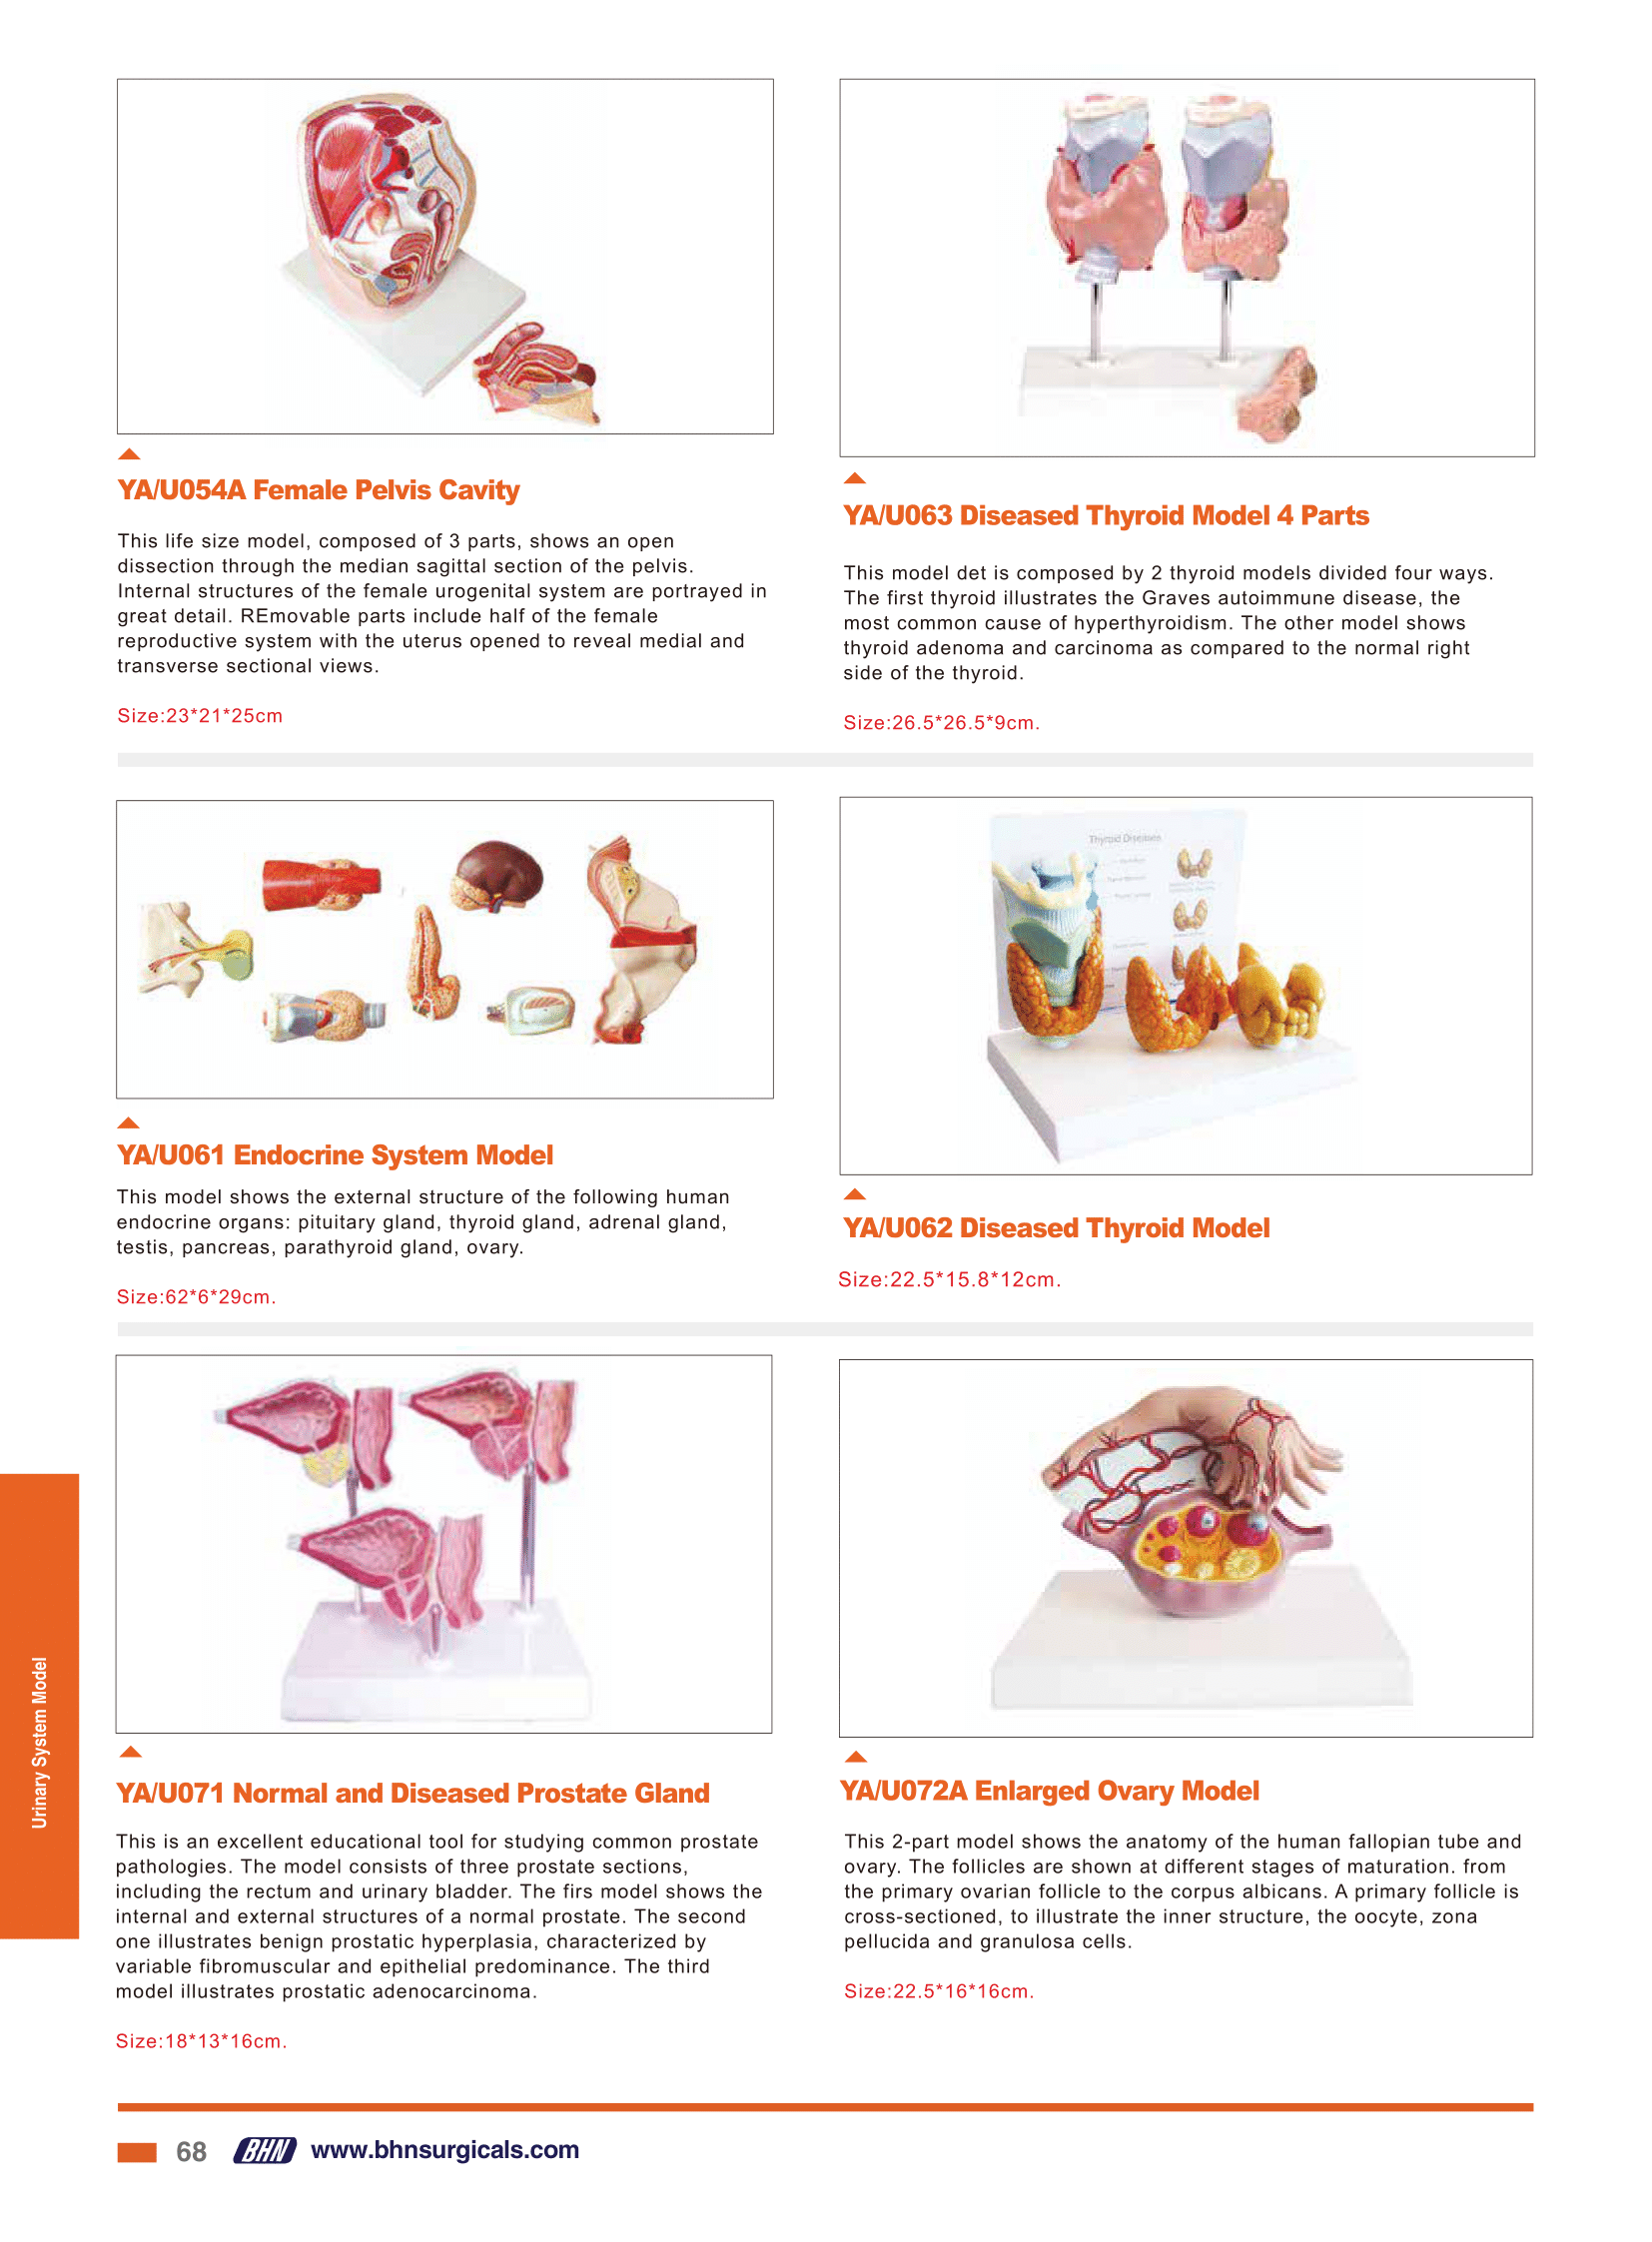 YA/U054A Female Pelvis Cavity
This life size model, composed of 3 parts, shows an open
dissection through the median sagittal section of the pelvis.
Internal structures of the female urogenital system are portrayed in
great detail. REmovable parts include half of the female
reproductive system with the uterus opened to reveal medial and
transverse sectional views.
Size:23*21*25cm
YA/U063 Diseased Thyroid Model 4 Parts
This model det is composed by 2 thyroid models divided four ways.
The first thyroid illustrates the Graves autoimmune disease, the
most common cause of hyperthyroidism. The other model shows
thyroid adenoma and carcinoma as compared to the normal right
side of the thyroid.
Size:26.5*26.5*9cm.
YA/U061 Endocrine System Model
This model shows the external structure of the following human
endocrine organs: pituitary gland, thyroid gland, adrenal gland,
testis, pancreas, parathyroid gland, ovary.
Size:62*6*29cm.
Thyroid Diseases
YA/U062 Diseased Thyroid Model
Size:22.5*15.8*12cm.
YA/U071 Normal and Diseased Prostate Gland
This is an excellent educational tool for studying common prostate
pathologies. The model consists of three prostate sections,
including the rectum and urinary bladder. The firs model shows the
internal and external structures of a normal prostate. The second
one illustrates benign prostatic hyperplasia, characterized by
variable fibromuscular and epithelial predominance. The third
model illustrates prostatic adenocarcinoma.
Size:18*13*16cm.
YA/U072A Enlarged Ovary Model
This 2-part model shows the anatomy of the human fallopian tube and
ovary. The follicles are shown at different stages of maturation. from
the primary ovarian follicle to the corpus albicans. A primary follicle is
cross-sectioned, to illustrate the inner structure, the oocyte, zona
pellucida and granulosa cells.
Size:22.5*16*16cm.
Urinary System Model
68 BHN www.bhnsurgicals.com